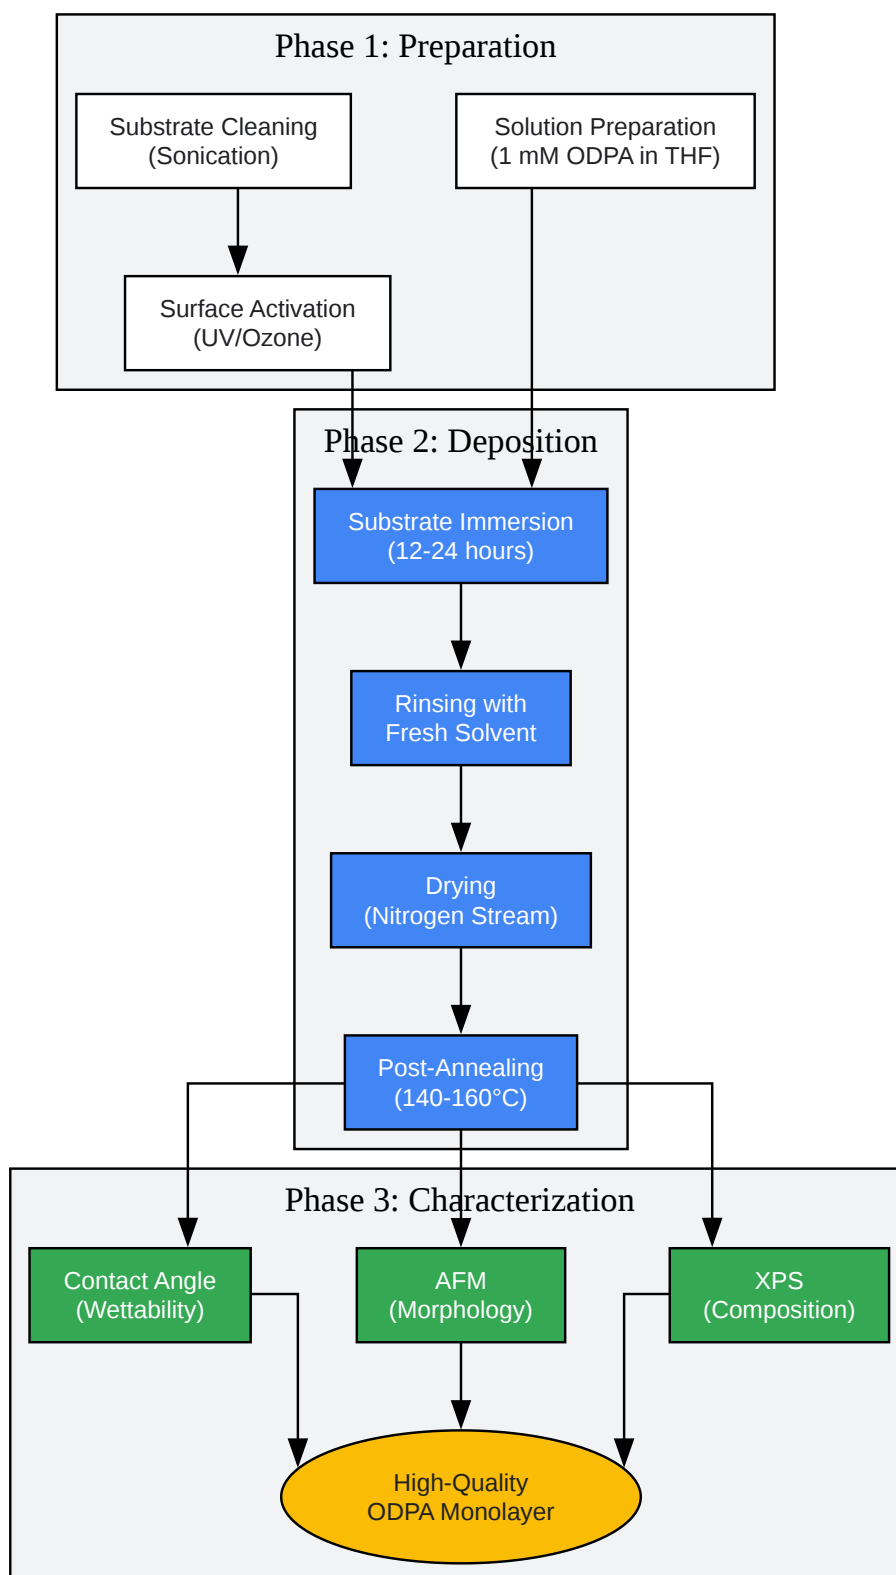 Phase 1: Preparation
Substrate Cleaning
(Sonication)
Solution Preparation
(1 mM ODPA in THF)
Surface Activation
(UV/Ozone)
Phase 2: Deposition
Substrate Immersion
(12-24 hours)
Rinsing with
Fresh Solvent
Drying
(Nitrogen Stream)
Post-Annealing
(140-160°C)
Phase 3: Characterization
Contact Angle
(Wettability)
AFM
(Morphology)
XPS
(Composition)
High-Quality
ODPA Monolayer